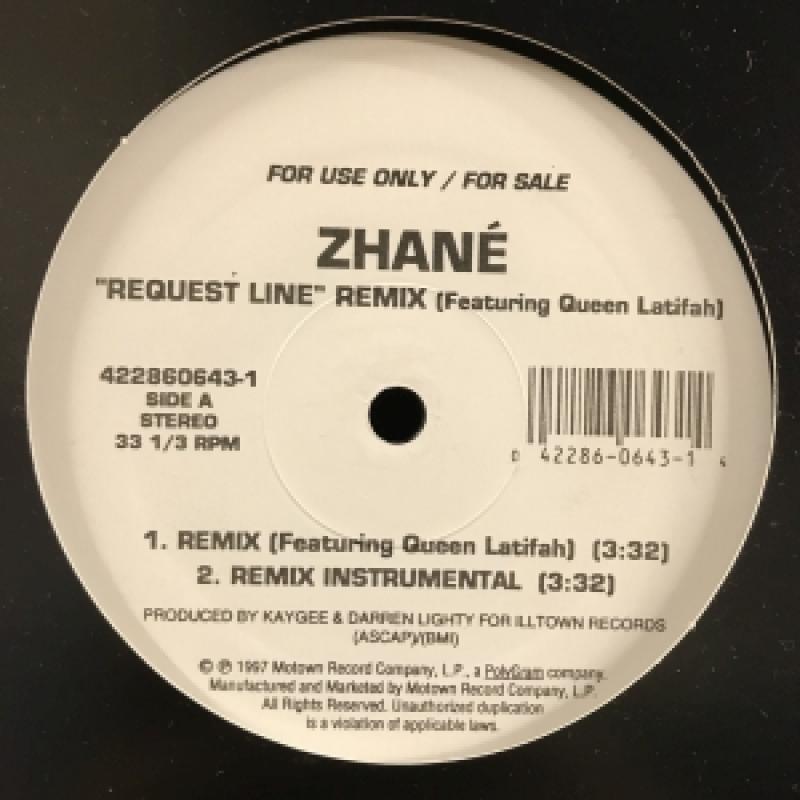 FOR USE ONLY / FOR SALE
ZHANÉ
"REQUEST LINE" REMIX (Featuring Queen Latifah)
422860643-1
SIDE A
STEREO
33 1/3 RPM
0 42286-0643-1 4
1. REMIX (Featuring Queen Latifah) (3:32)
2. REMIX INSTRUMENTAL (3:32)
PRODUCED BY KAYGEE & DARREN LIGHTY FOR ILLTOWN RECORDS
(ASCAP)/(BMI)
© ℗ 1997 Motown Record Company, L.P., a PolyGram company.
Manufactured and Marketed by Motown Record Company, L.P.
All Rights Reserved. Unauthorized duplication
is a violation of applicable laws.